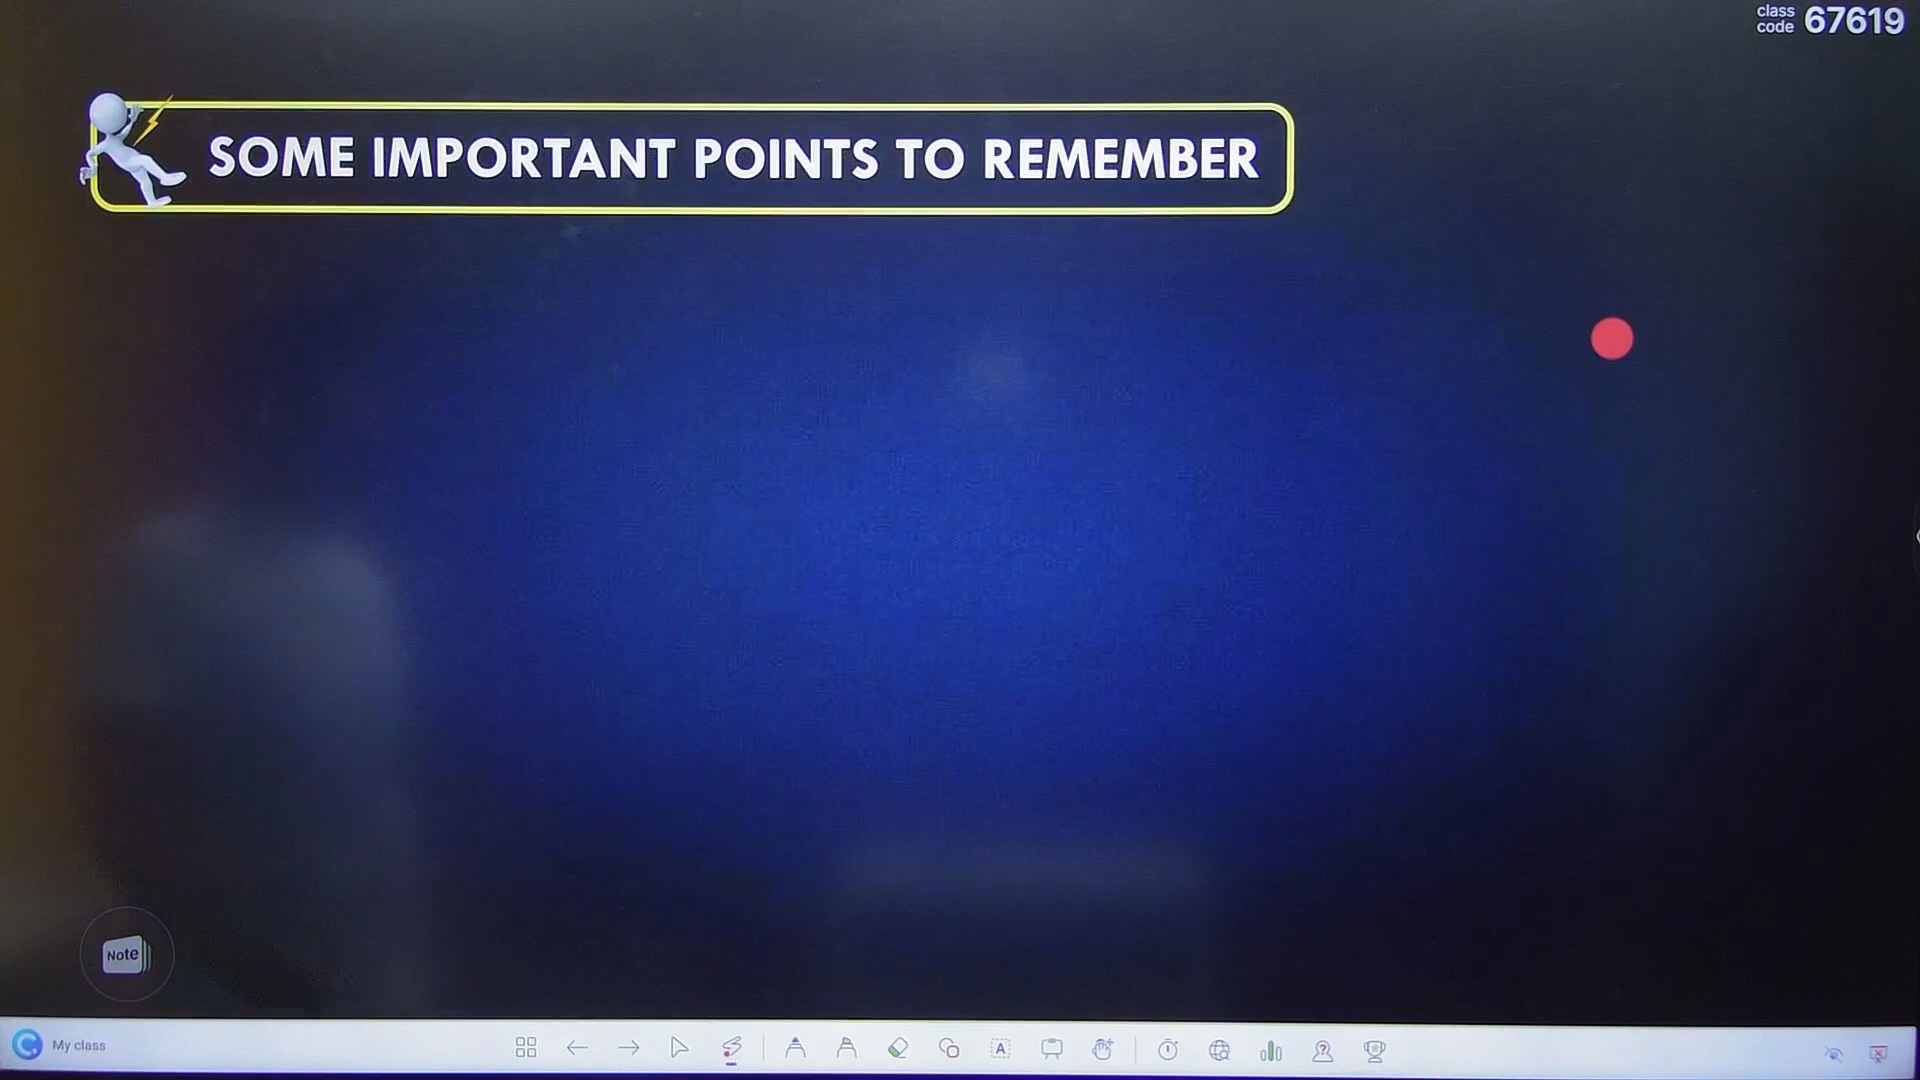 class
code 67619
SOME IMPORTANT POINTS TO REMEMBER
Note
My class
A